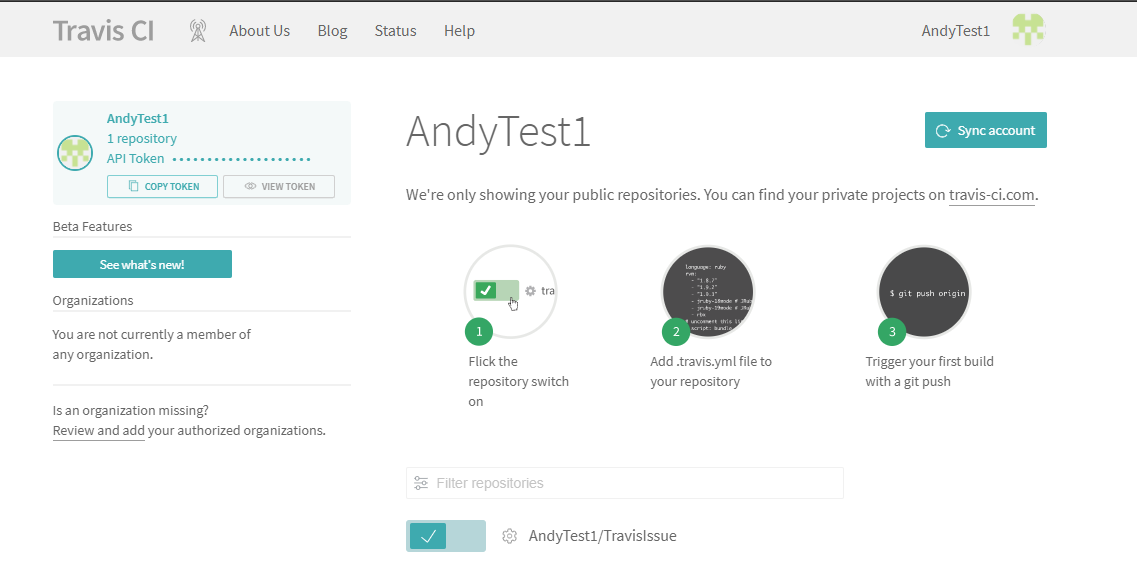 Travis CI
About Us
Blog
Status
Help
AndyTest1
AndyTest1
1 repository
API Token
COPY TOKEN
VIEW TOKEN
Beta Features
See what's new!
Organizations
You are not currently a member of
any organization.
Is an organization missing?
Review and add your authorized organizations.
AndyTest1
Sync account
We're only showing your public repositories. You can find your private projects on travis-ci.com.
tra
1
Flick the
repository switch
on
language: ruby
rvm:
- "1.8.7"
- "1.9.2"
- "1.9.3"
- jruby-18mode # JRu
- jruby-19mode # JRu
- rbx
# uncomment this li
script: bundle
2
Add .travis.yml file to
your repository
$ git push origin
3
Trigger your first build
with a git push
Filter repositories
AndyTest1/TravisIssue